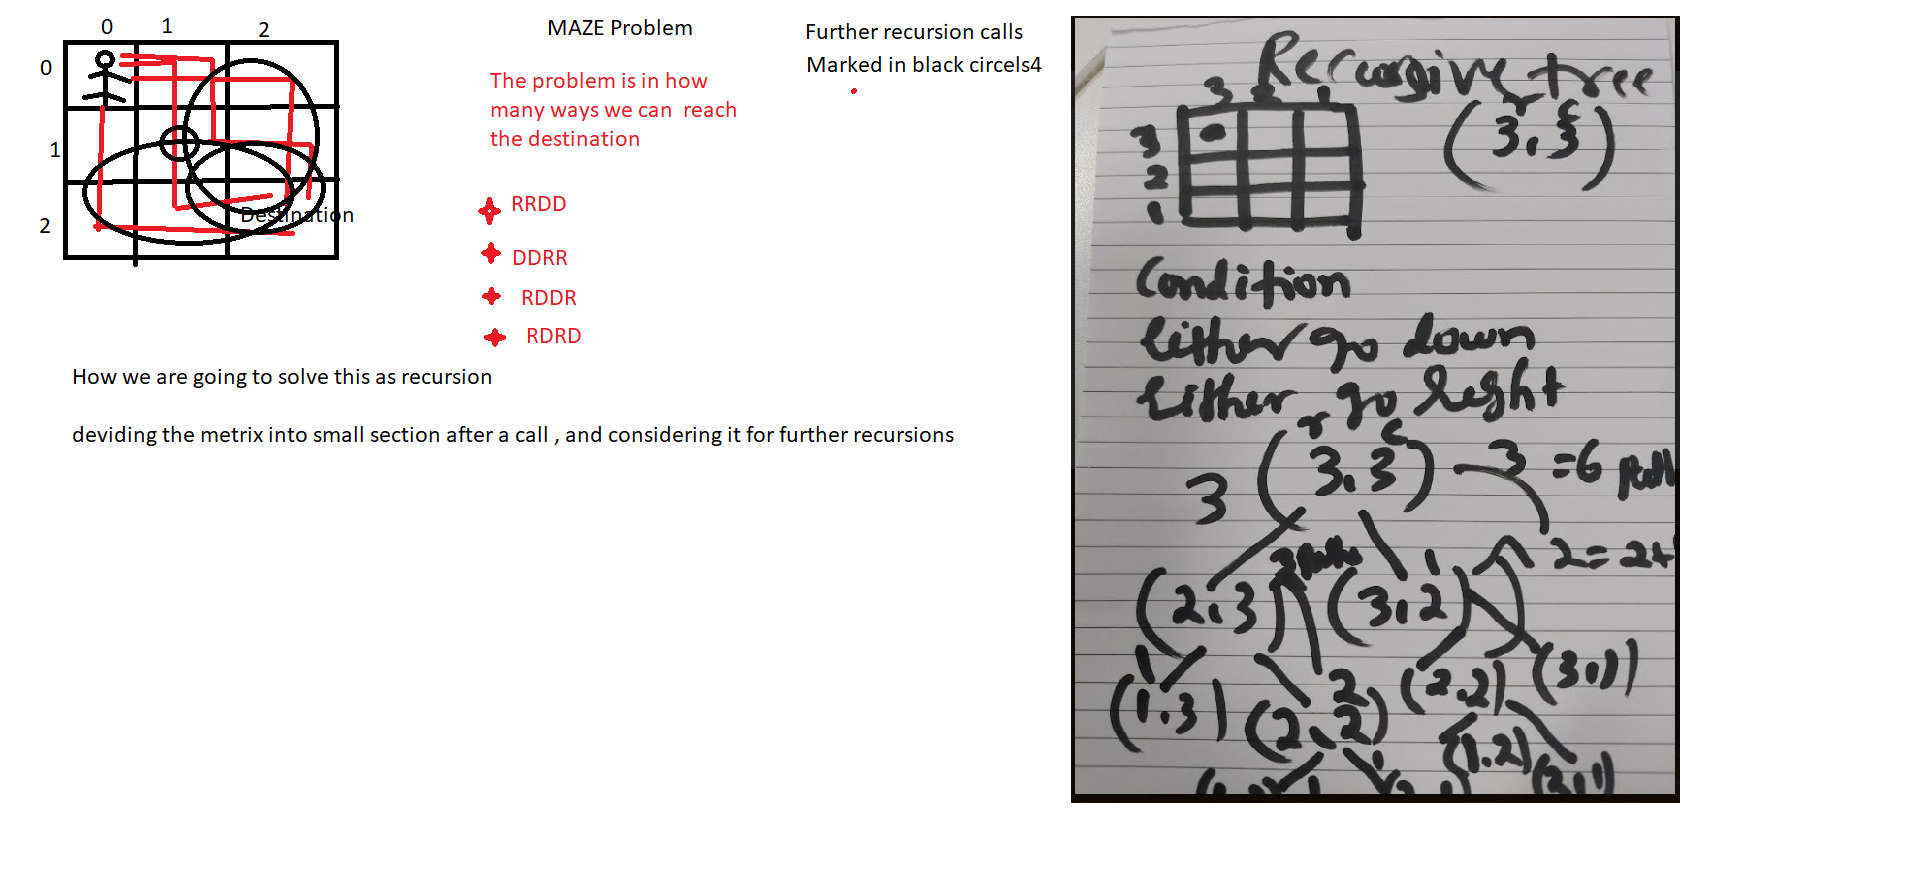 0 1 2
0
1
2
Destination
MAZE Problem
The problem is in how
many ways we can reach
the destination
RRDD
DDRR
RDDR
RDRD
Further recursion calls
Marked in black circels4
How we are going to solve this as recursion
deviding the metrix into small section after a call , and considering it for further recursions
Recursive tree
3 2 1
3
2
1
r c
(3,3)
Condition
Either go down
Either go Right
r c
3 (3,3) 3 =6
2 = 2+
(2,3) (3,2)
(1,3) (2,2) (2,2) (3,1)
(1,2)